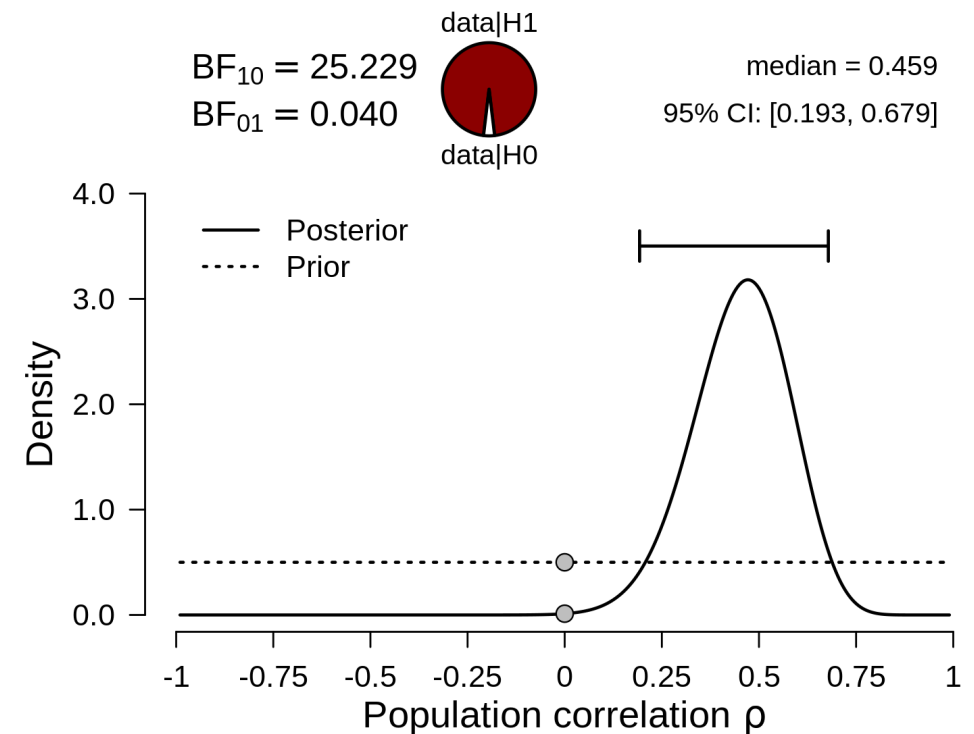 data|H1
BF10 = 25.229
BF01 = 0.040
median = 0.459
95% CI: [0.193, 0.679]
data|H0
Posterior
Prior
4.0
3.0
2.0
1.0
0.0
Density
-1 -0.75 -0.5 -0.25 0 0.25 0.5 0.75 1
Population correlation ρ